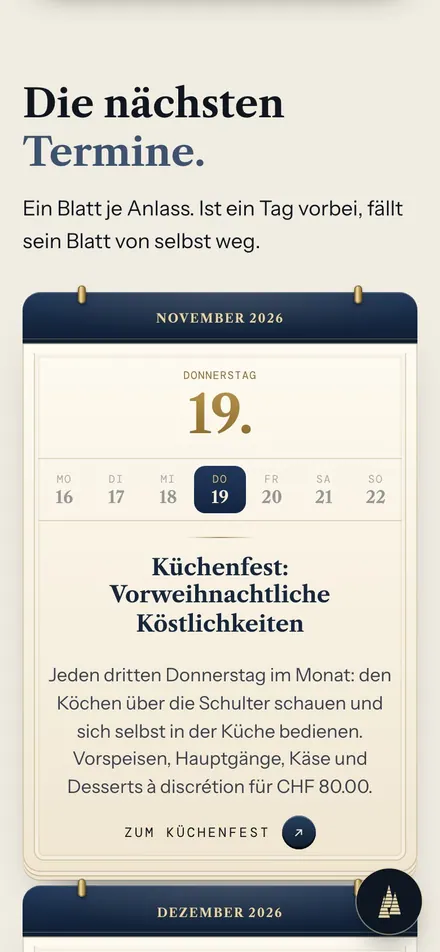 Die nächsten
Termine.
Ein Blatt je Anlass. Ist ein Tag vorbei, fällt
sein Blatt von selbst weg.
NOVEMBER 2026
DONNERSTAG
19.
MO DI MI DO FR SA SO
16 17 18 19 20 21 22
Küchenfest:
Vorweihnachtliche
Köstlichkeiten
Jeden dritten Donnerstag im Monat: den
Köchen über die Schulter schauen und
sich selbst in der Küche bedienen.
Vorspeisen, Hauptgänge, Käse und
Desserts à discrétion für CHF 80.00.
ZUM KÜCHENFEST
DEZEMBER 2026